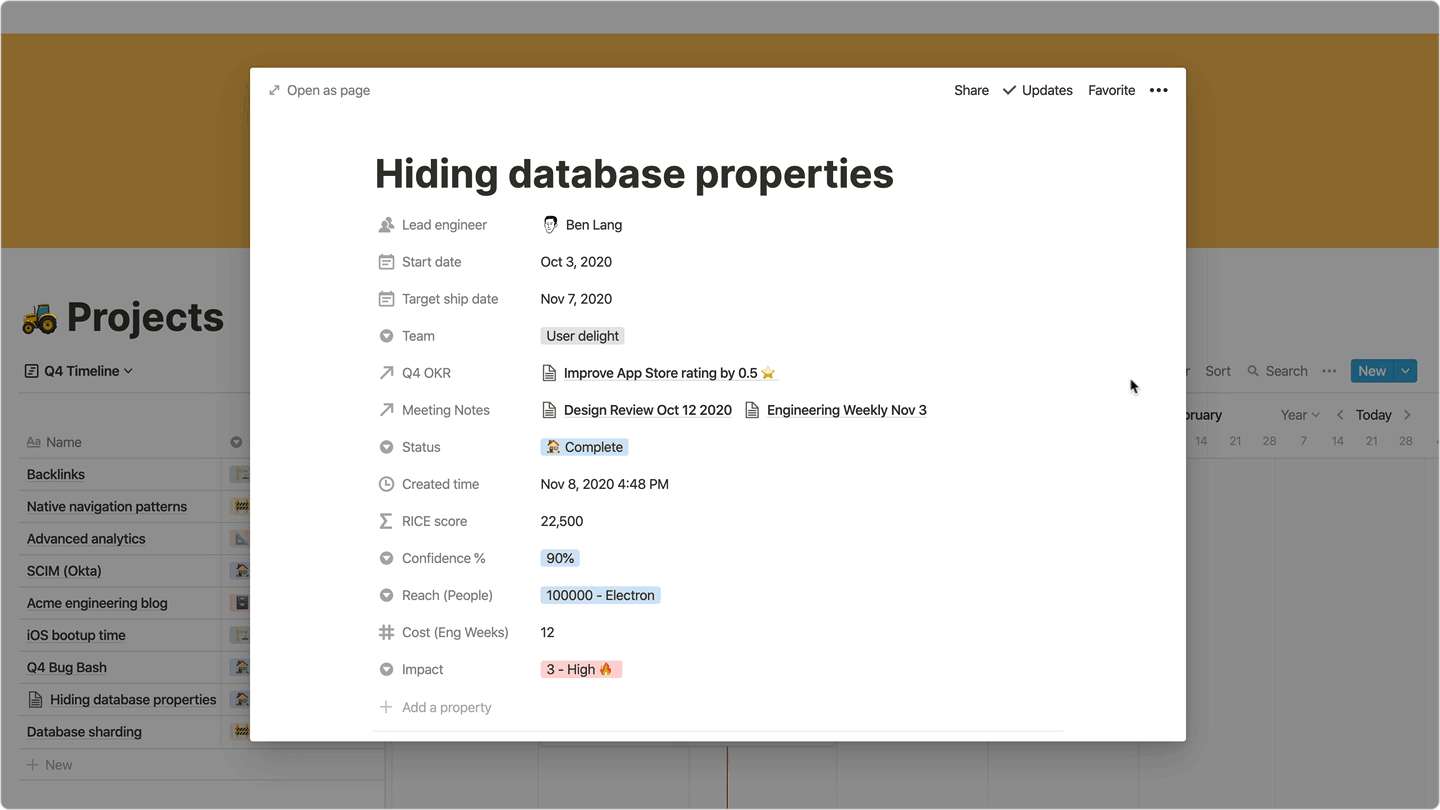 Open as page
Share Updates Favorite
Hiding database properties
Lead engineer Ben Lang
Start date Oct 3, 2020
Target ship date Nov 7, 2020
Team User delight
Q4 OKR Improve App Store rating by 0.5
Meeting Notes Design Review Oct 12 2020 Engineering Weekly Nov 3
Status Complete
Created time Nov 8, 2020 4:48 PM
RICE score 22,500
Confidence % 90%
Reach (People) 100000 - Electron
Cost (Eng Weeks) 12
Impact 3 - High
Add a property
Projects
Q4 Timeline
Sort Search New
bruary Year Today
14 21 28 7 14 21 28
Aa Name
Backlinks
Native navigation patterns
Advanced analytics
SCIM (Okta)
Acme engineering blog
iOS bootup time
Q4 Bug Bash
Hiding database properties
Database sharding
New